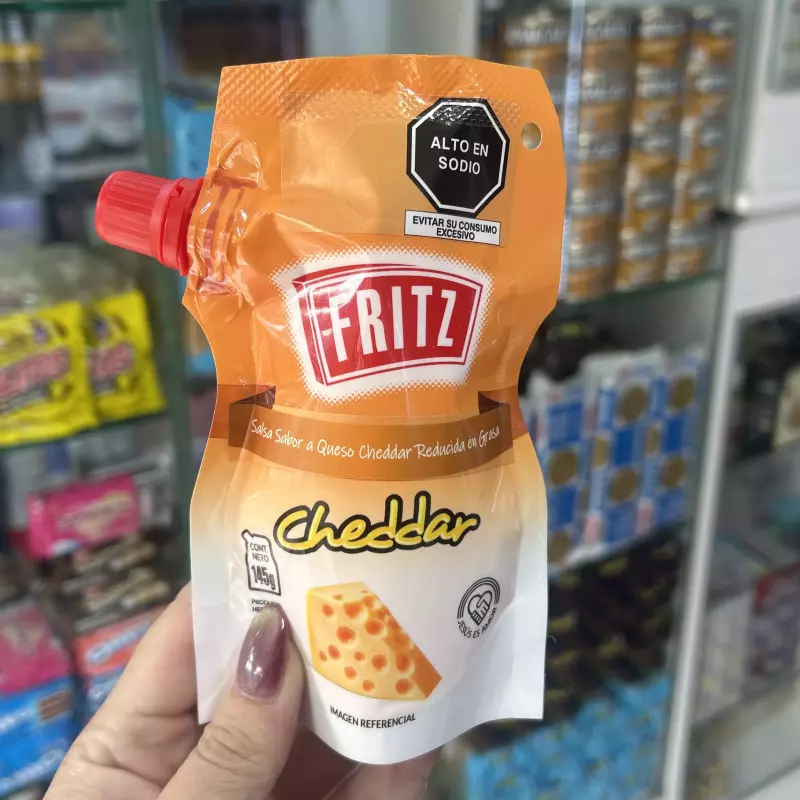 ALTO EN
SODIO
EVITAR SU CONSUMO
EXCESIVO
FRITZ
Salsa Sabor a Queso Cheddar Reducida en Grasa
Cheddar
CONT.
NETO
145g
JESÚS ES AMOR
IMAGEN REFERENCIAL